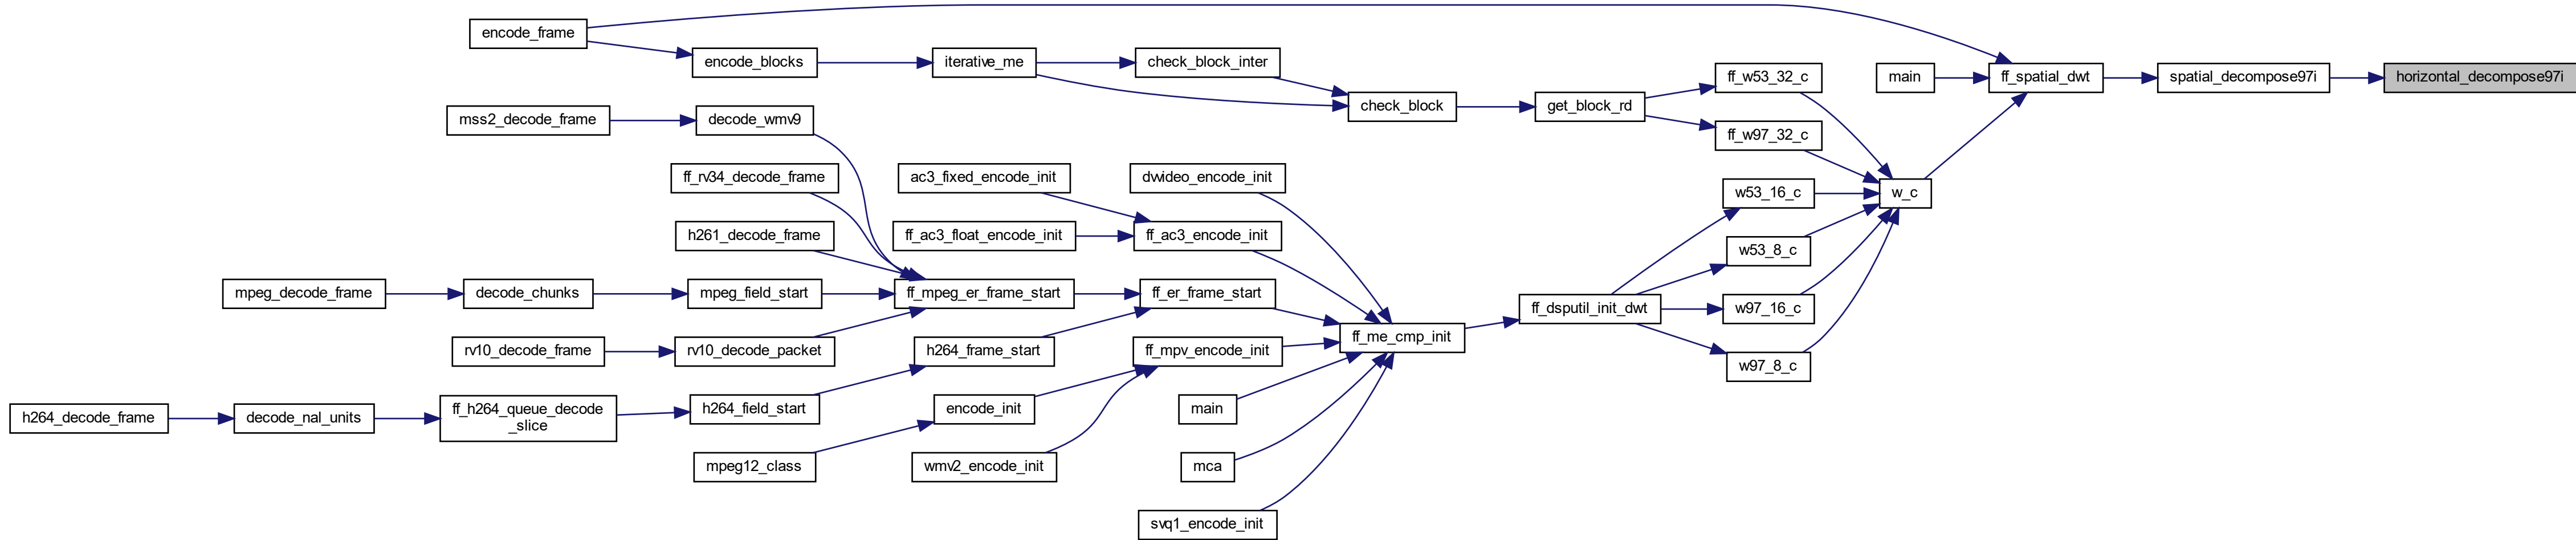 encode_frame
encode_blocks
iterative_me
check_block_inter
ff_w53_32_c
main
ff_spatial_dwt
spatial_decompose97i
horizontal_decompose97i
mss2_decode_frame
decode_wmv9
check_block
get_block_rd
ff_w97_32_c
ff_rv34_decode_frame
ac3_fixed_encode_init
dvvideo_encode_init
w53_16_c
w_c
h261_decode_frame
ff_ac3_float_encode_init
ff_ac3_encode_init
w53_8_c
mpeg_decode_frame
decode_chunks
mpeg_field_start
ff_mpeg_er_frame_start
ff_er_frame_start
ff_dsputil_init_dwt
w97_16_c
ff_me_cmp_init
rv10_decode_frame
rv10_decode_packet
h264_frame_start
ff_mpv_encode_init
w97_8_c
h264_decode_frame
decode_nal_units
ff_h264_queue_decode
_slice
h264_field_start
encode_init
main
mpeg12_class
wmv2_encode_init
mca
svq1_encode_init